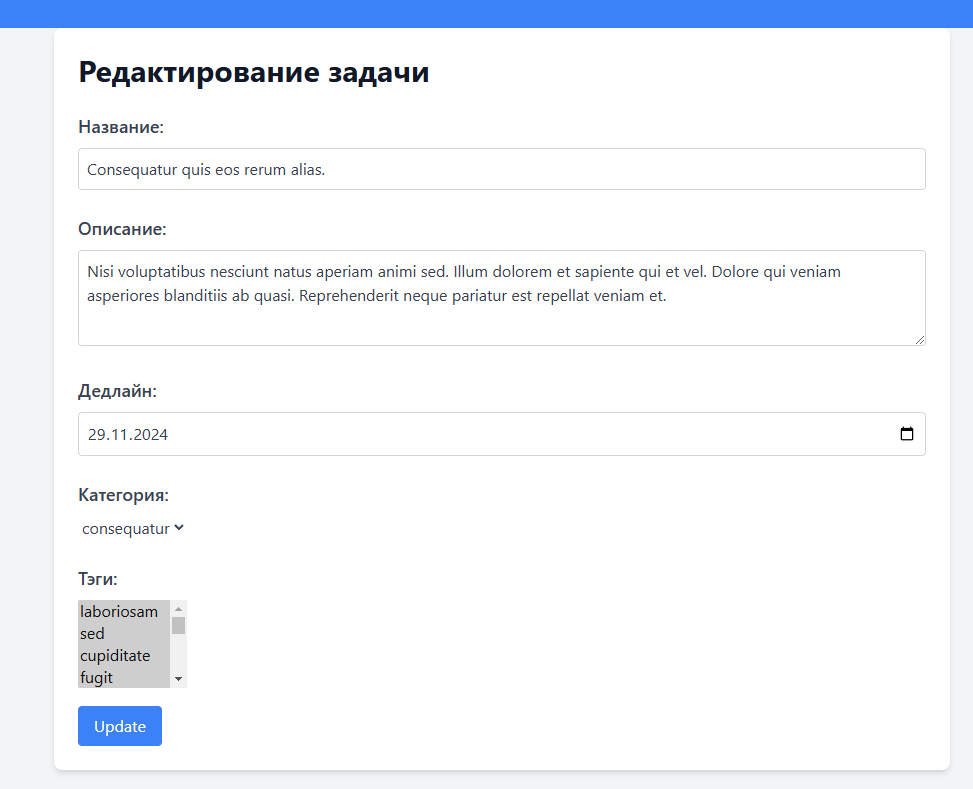 Редактирование задачи
Название:
Consequatur quis eos rerum alias.
Описание:
Nisi voluptatibus nesciunt natus aperiam animi sed. Illum dolorem et sapiente qui et vel. Dolore qui veniam
asperiores blanditiis ab quasi. Reprehenderit neque pariatur est repellat veniam et.
Дедлайн:
29.11.2024
Категория:
consequatur
Тэги:
laboriosam
sed
cupiditate
fugit
Update